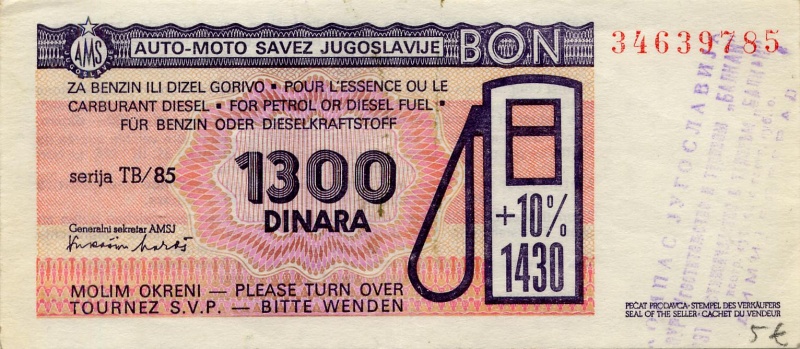 AMS
JUGOSLAVIJE
AUTO-MOTO SAVEZ JUGOSLAVIJE BON
34639785
ZA BENZIN ILI DIZEL GORIVO • POUR L'ESSENCE OU LE
CARBURANT DIESEL • FOR PETROL OR DIESEL FUEL •
FÜR BENZIN ODER DIESELKRAFTSTOFF
serija TB/85
1300
DINARA
+10%
1430
Generalni sekretar AMSJ
MOLIM OKRENI — PLEASE TURN OVER
TOURNEZ S.V.P. — BITTE WENDEN
PEČAT PRODAVCA • STEMPEL DES VERKÄUFERS
SEAL OF THE SELLER • CACHET DU VENDEUR
5€
ЈУГОСЛАВИЈА
„БАЛКАН